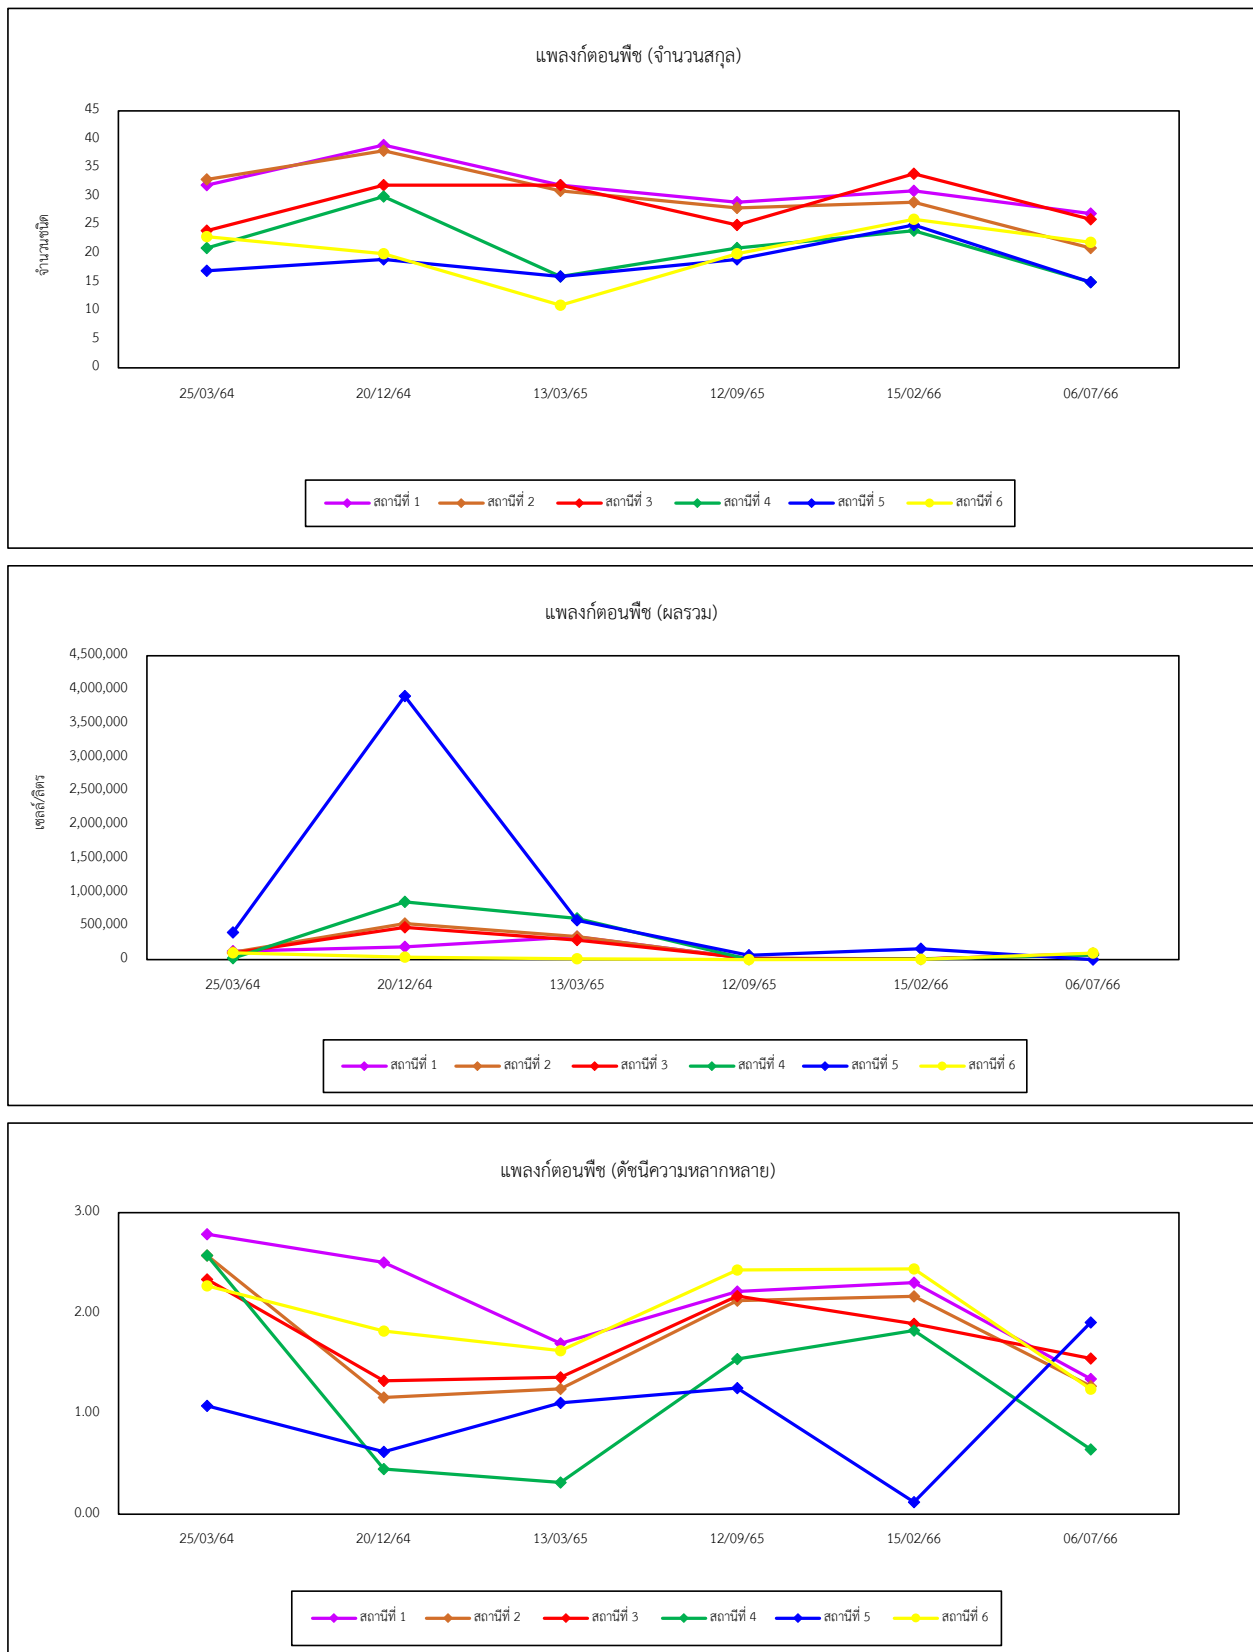 แพลงก์ตอนพืช (จำนวนสกุล)
45
40
35
30
25
20
15
10
5
0
จำนวนชนิด
25/03/64 20/12/64 13/03/65 12/09/65 15/02/66 06/07/66
สถานีที่ 1 สถานีที่ 2 สถานีที่ 3 สถานีที่ 4 สถานีที่ 5 สถานีที่ 6
แพลงก์ตอนพืช (ผลรวม)
4,500,000
4,000,000
3,500,000
3,000,000
2,500,000
2,000,000
1,500,000
1,000,000
500,000
0
เซลล์/ลิตร
25/03/64 20/12/64 13/03/65 12/09/65 15/02/66 06/07/66
สถานีที่ 1 สถานีที่ 2 สถานีที่ 3 สถานีที่ 4 สถานีที่ 5 สถานีที่ 6
แพลงก์ตอนพืช (ดัชนีความหลากหลาย)
3.00
2.00
1.00
0.00
25/03/64 20/12/64 13/03/65 12/09/65 15/02/66 06/07/66
สถานีที่ 1 สถานีที่ 2 สถานีที่ 3 สถานีที่ 4 สถานีที่ 5 สถานีที่ 6